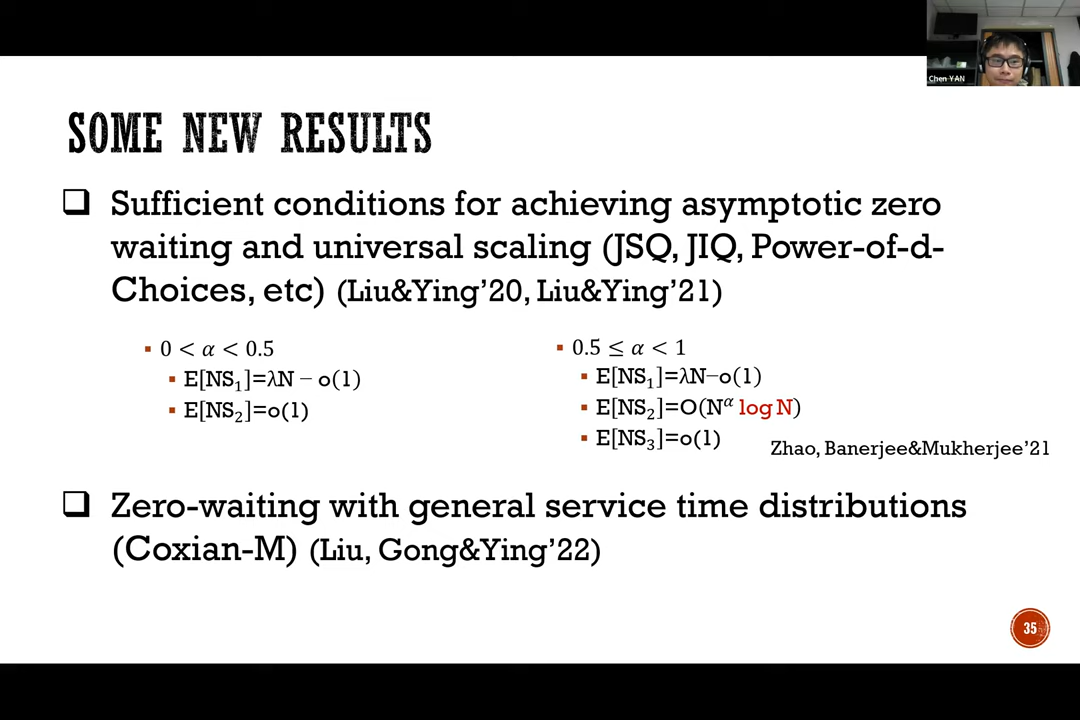 Chen YAN
SOME NEW RESULTS
❑ Sufficient conditions for achieving asymptotic zero
waiting and universal scaling (JSQ, JIQ, Power-of-d-
Choices, etc) (Liu&Ying’20, Liu&Ying’21)
▪ 0 < α < 0.5
▪ E[NS₁]=λN − o(1)
▪ E[NS₂]=o(1)
▪ 0.5 ≤ α < 1
▪ E[NS₁]=λN−o(1)
▪ E[NS₂]=O(N^α log N)
▪ E[NS₃]=o(1)
Zhao, Banerjee&Mukherjee’21
❑ Zero-waiting with general service time distributions
(Coxian-M) (Liu, Gong&Ying’22)
35